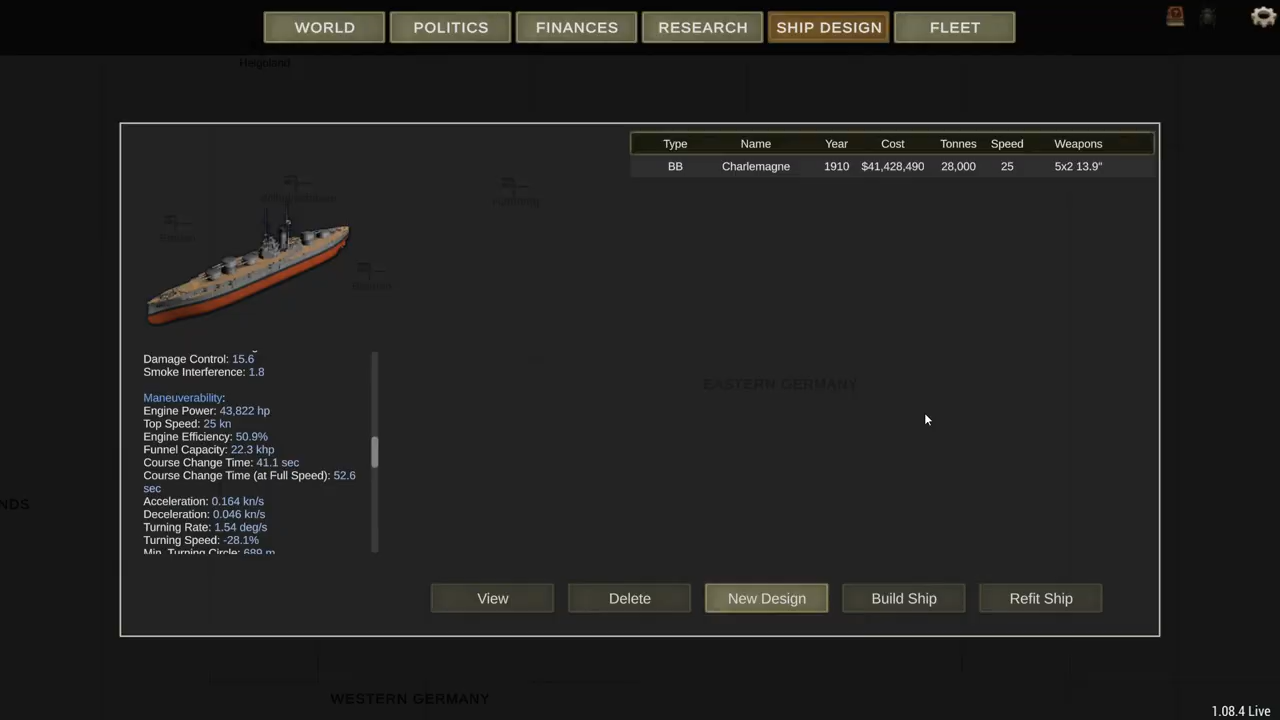 WORLD
POLITICS
FINANCES
RESEARCH
SHIP DESIGN
FLEET
Helgoland
Type Name Year Cost Tonnes Speed Weapons
BB Charlemagne 1910 $41,428,490 28,000 25 5x2 13.9"
Damage Control: 15.6
Smoke Interference: 1.8
Maneuverability:
Engine Power: 43,822 hp
Top Speed: 25 kn
Engine Efficiency: 50.9%
Funnel Capacity: 22.3 khp
Course Change Time: 41.1 sec
Course Change Time (at Full Speed): 52.6
sec
Acceleration: 0.164 kn/s
Deceleration: 0.046 kn/s
Turning Rate: 1.54 deg/s
Turning Speed: -28.1%
Min. Turning Circle: 689 m
EASTERN GERMANY
NDS
View
Delete
New Design
Build Ship
Refit Ship
WESTERN GERMANY
1.08.4 Live